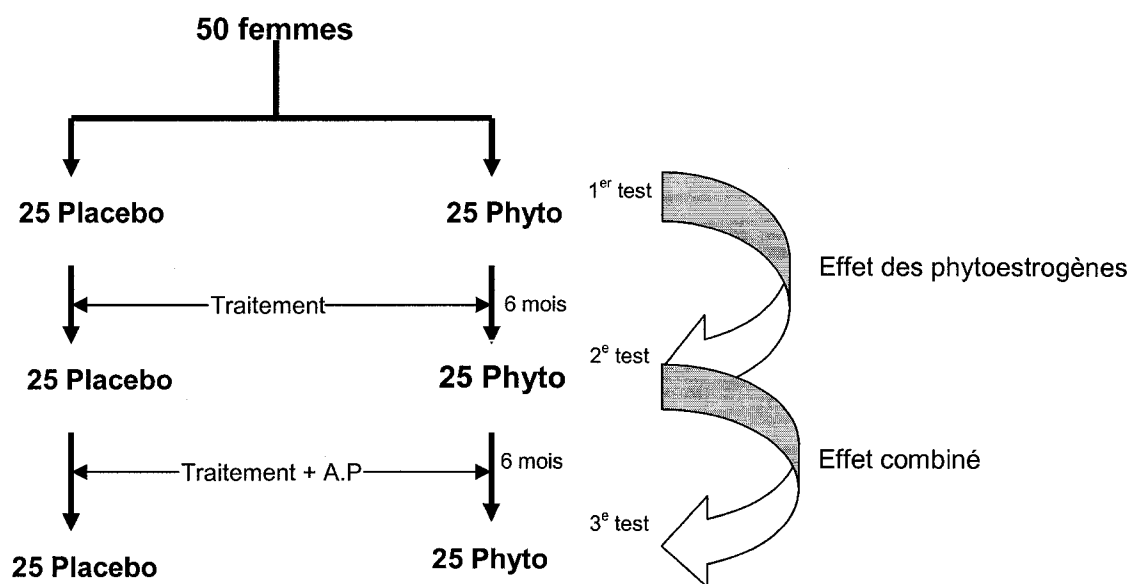 50 femmes
25 Placebo
25 Phyto
1er test
Effet des phytoestrogènes
Traitement
6 mois
25 Placebo
25 Phyto
2e test
Traitement + A.P
6 mois
Effet combiné
25 Placebo
25 Phyto
3e test